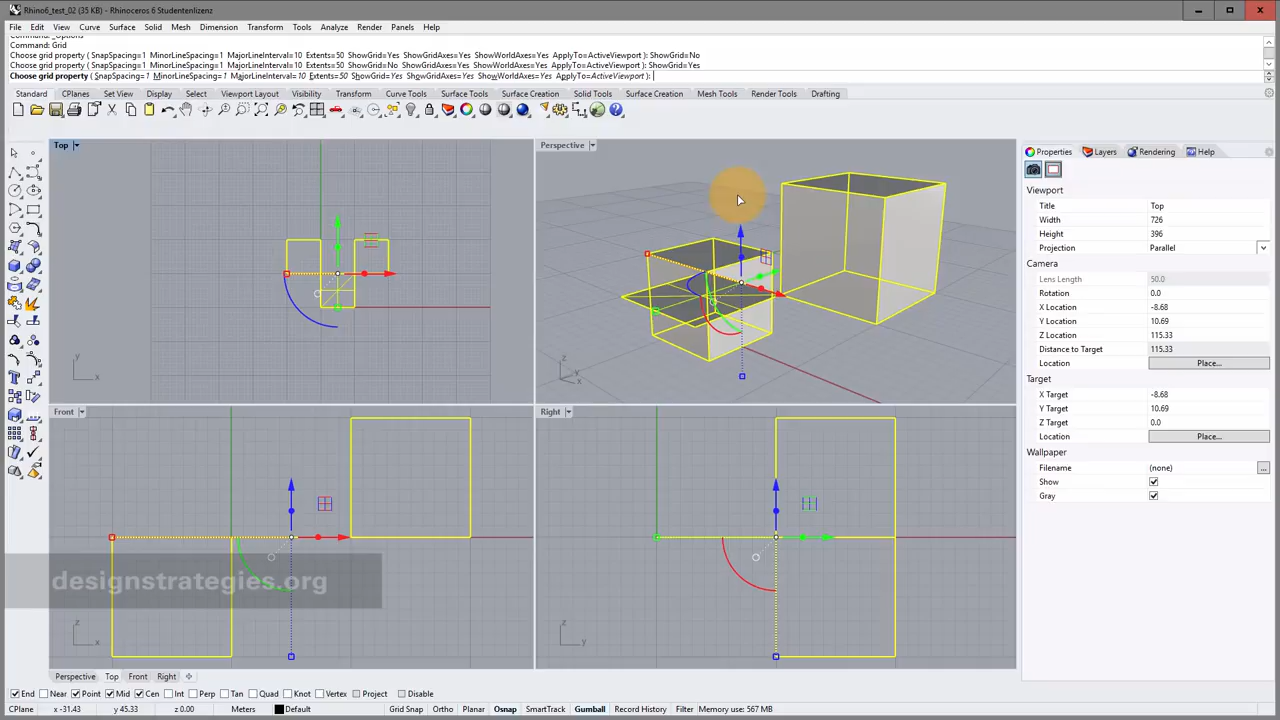 Rhino6_test_02 (35 KB) - Rhinoceros 6 Studentenlizenz
File Edit View Curve Surface Solid Mesh Dimension Transform Tools Analyze Render Panels Help
Command: _Options
Command: Grid
Choose grid property ( SnapSpacing=1 MinorLineSpacing=1 MajorLineInterval=10 Extents=50 ShowGrid=Yes ShowGridAxes=Yes ShowWorldAxes=Yes ApplyTo=ActiveViewport ): ShowGrid=No
Choose grid property ( SnapSpacing=1 MinorLineSpacing=1 MajorLineInterval=10 Extents=50 ShowGrid=No ShowGridAxes=Yes ShowWorldAxes=Yes ApplyTo=ActiveViewport ): ShowGrid=Yes
Choose grid property ( SnapSpacing=1 MinorLineSpacing=1 MajorLineInterval=10 Extents=50 ShowGrid=Yes ShowGridAxes=Yes ShowWorldAxes=Yes ApplyTo=ActiveViewport ):
Standard CPlanes Set View Display Select Viewport Layout Visibility Transform Curve Tools Surface Tools Surface Creation Solid Tools Surface Creation Mesh Tools Render Tools Drafting
Top
Perspective
Front
Right
y
x
z
y
x
z
x
z
y
designstrategies.org
Properties Layers Rendering Help
Viewport
Title Top
Width 726
Height 396
Projection Parallel
Camera
Lens Length 50.0
Rotation 0.0
X Location -8.68
Y Location 10.69
Z Location 115.33
Distance to Target 115.33
Location Place...
Target
X Target -8.68
Y Target 10.69
Z Target 0.0
Location Place...
Wallpaper
Filename (none) ...
Show
Gray
Perspective Top Front Right
End Near Point Mid Cen Int Perp Tan Quad Knot Vertex Project Disable
CPlane x -31.43 y 45.33 z 0.00 Meters Default Grid Snap Ortho Planar Osnap SmartTrack Gumball Record History Filter Memory use: 567 MB